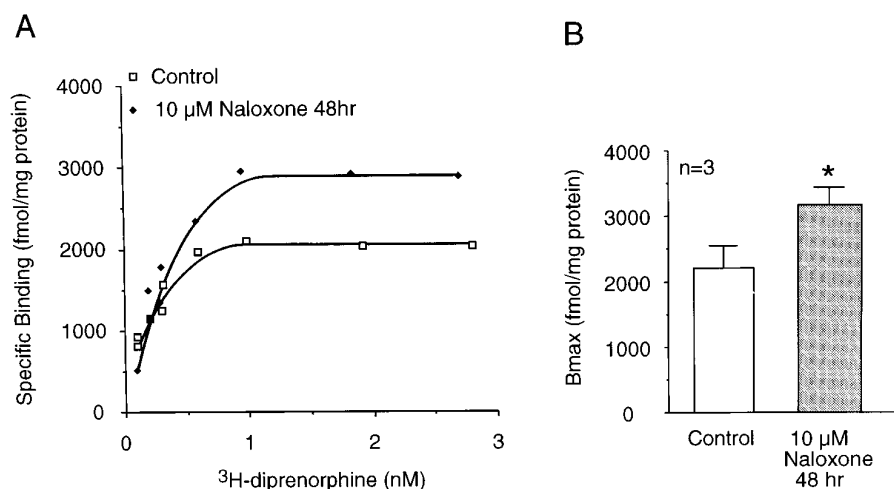 A
Control
10 µM Naloxone 48hr
Specific Binding (fmol/mg protein)
4000
3000
2000
1000
0
0
1
2
3
³H-diprenorphine (nM)
B
n=3
*
Bmax (fmol/mg protein)
4000
3000
2000
1000
0
Control
10 µM
Naloxone
48 hr